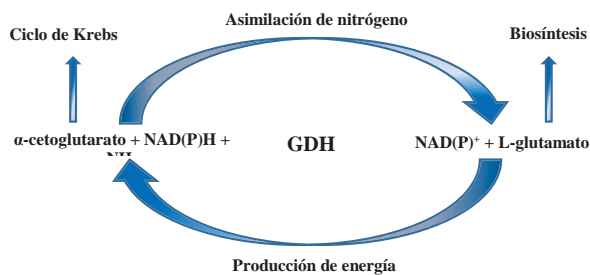 Asimilación de nitrógeno
Ciclo de Krebs
Biosíntesis
α-cetoglutarato + NAD(P)H +
GDH
NAD(P)⁺ + L-glutamato
Producción de energía